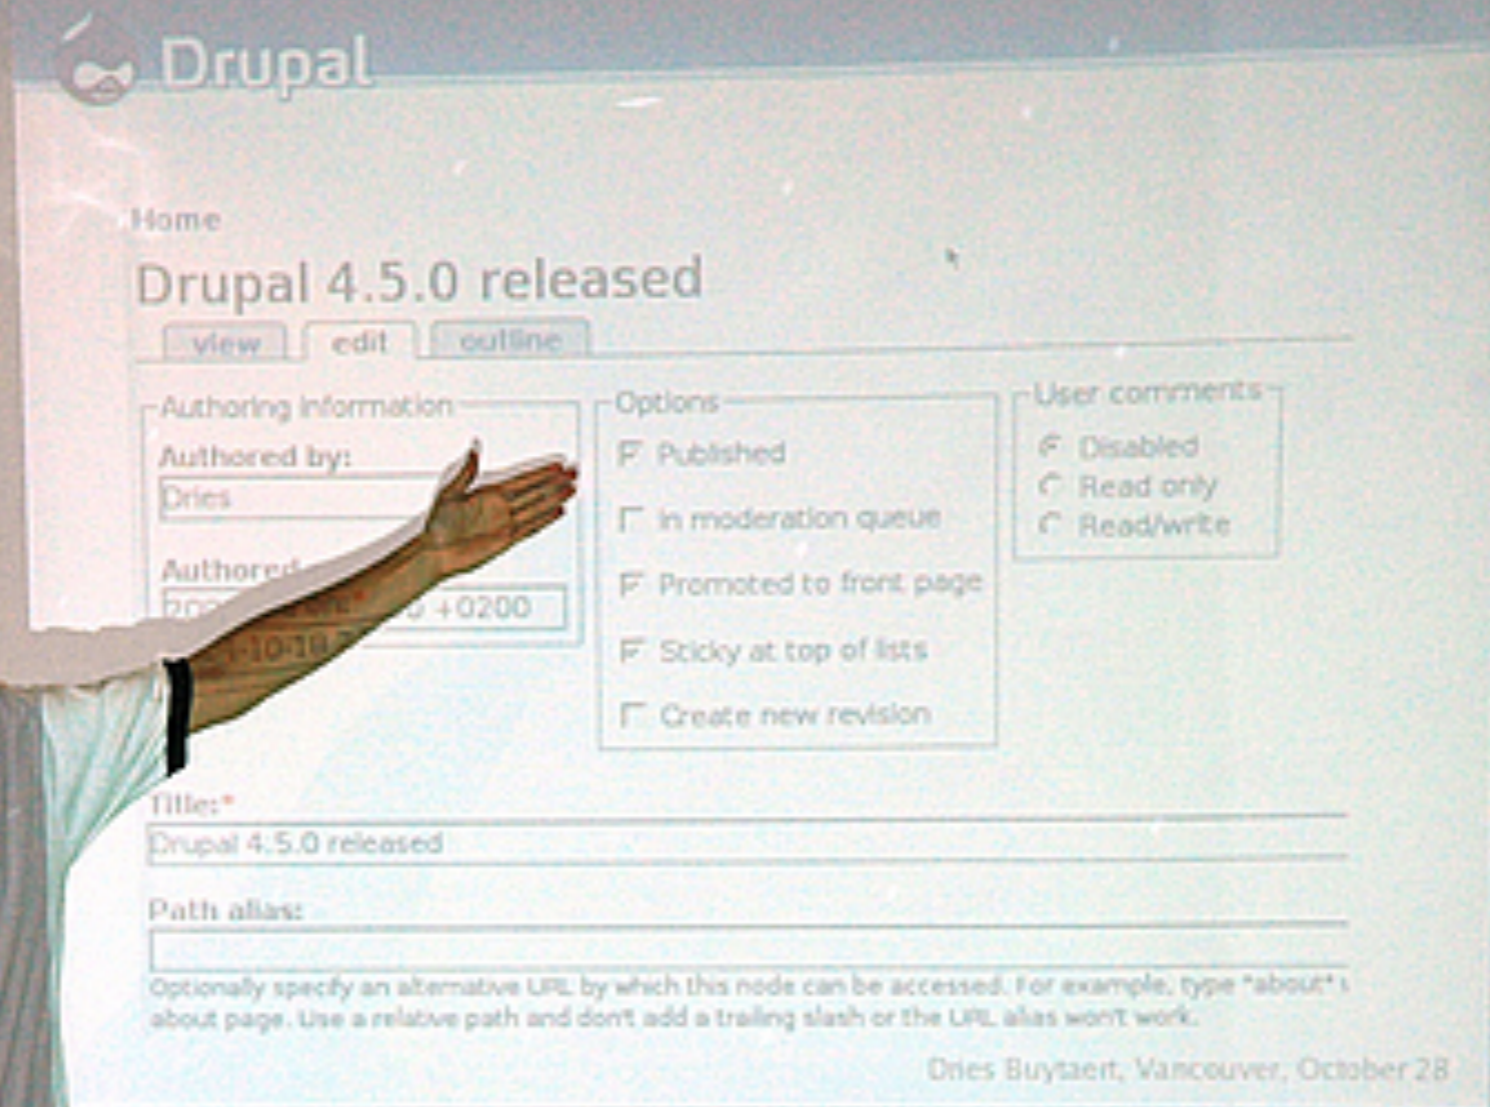 Drupal
Home
Drupal 4.5.0 released
view edit outline
Authoring information
Authored by:
Dries
Authored
+0200
-10-18
Options
Published
in moderation queue
Promoted to front page
Sticky at top of lists
Create new revision
User comments
Disabled
Read only
Read/write
Title:*
Drupal 4.5.0 released
Path alias:
Optionally specify an alternative URL by which this node can be accessed. For example, type "about"
about page. Use a relative path and don't add a trailing slash or the URL alias won't work.
Dries Buytaert, Vancouver, October 28